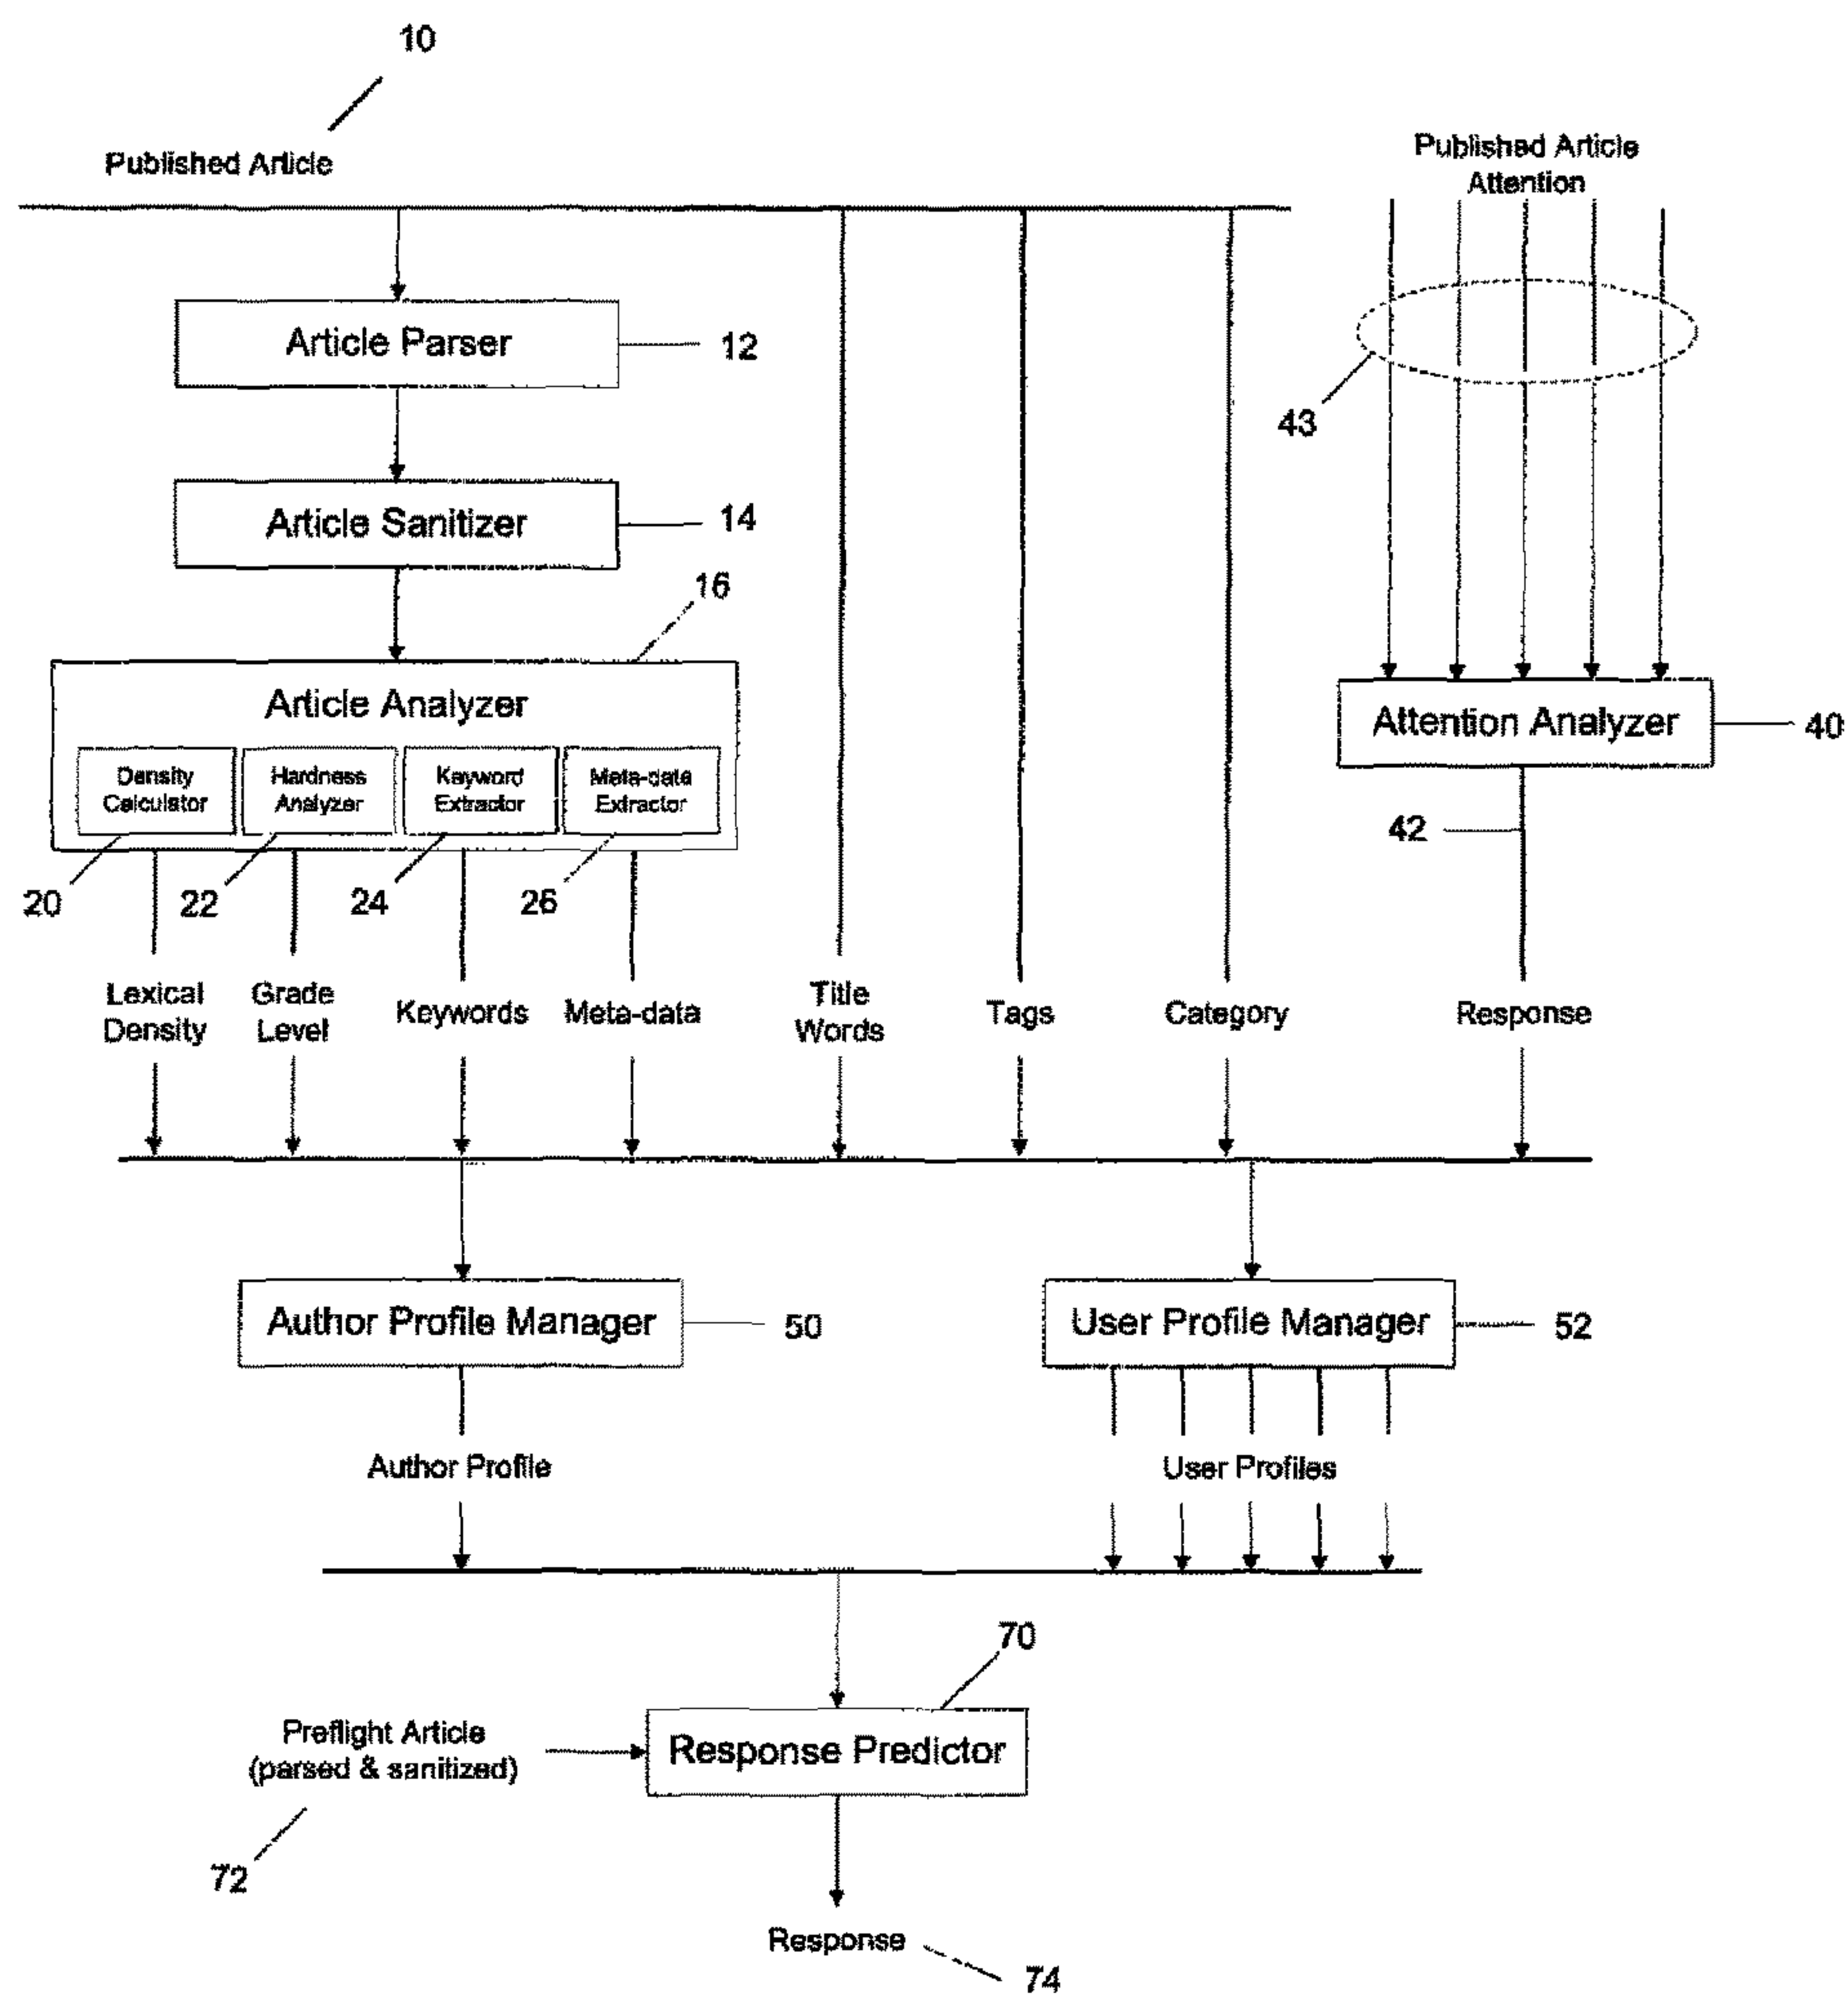 10
Published Article
Published Article
Attention
Article Parser
12
43
Article Sanitizer
14
16
Article Analyzer
Density
Calculator
Hardness
Analyzer
Keyword
Extractor
Meta-data
Extractor
Attention Analyzer
40
42
20
22
24
26
Lexical
Density
Grade
Level
Keywords
Meta-data
Title
Words
Tags
Category
Response
Author Profile Manager
50
User Profile Manager
52
Author Profile
User Profiles
70
Preflight Article
(parsed & sanitized)
Response Predictor
72
Response
74